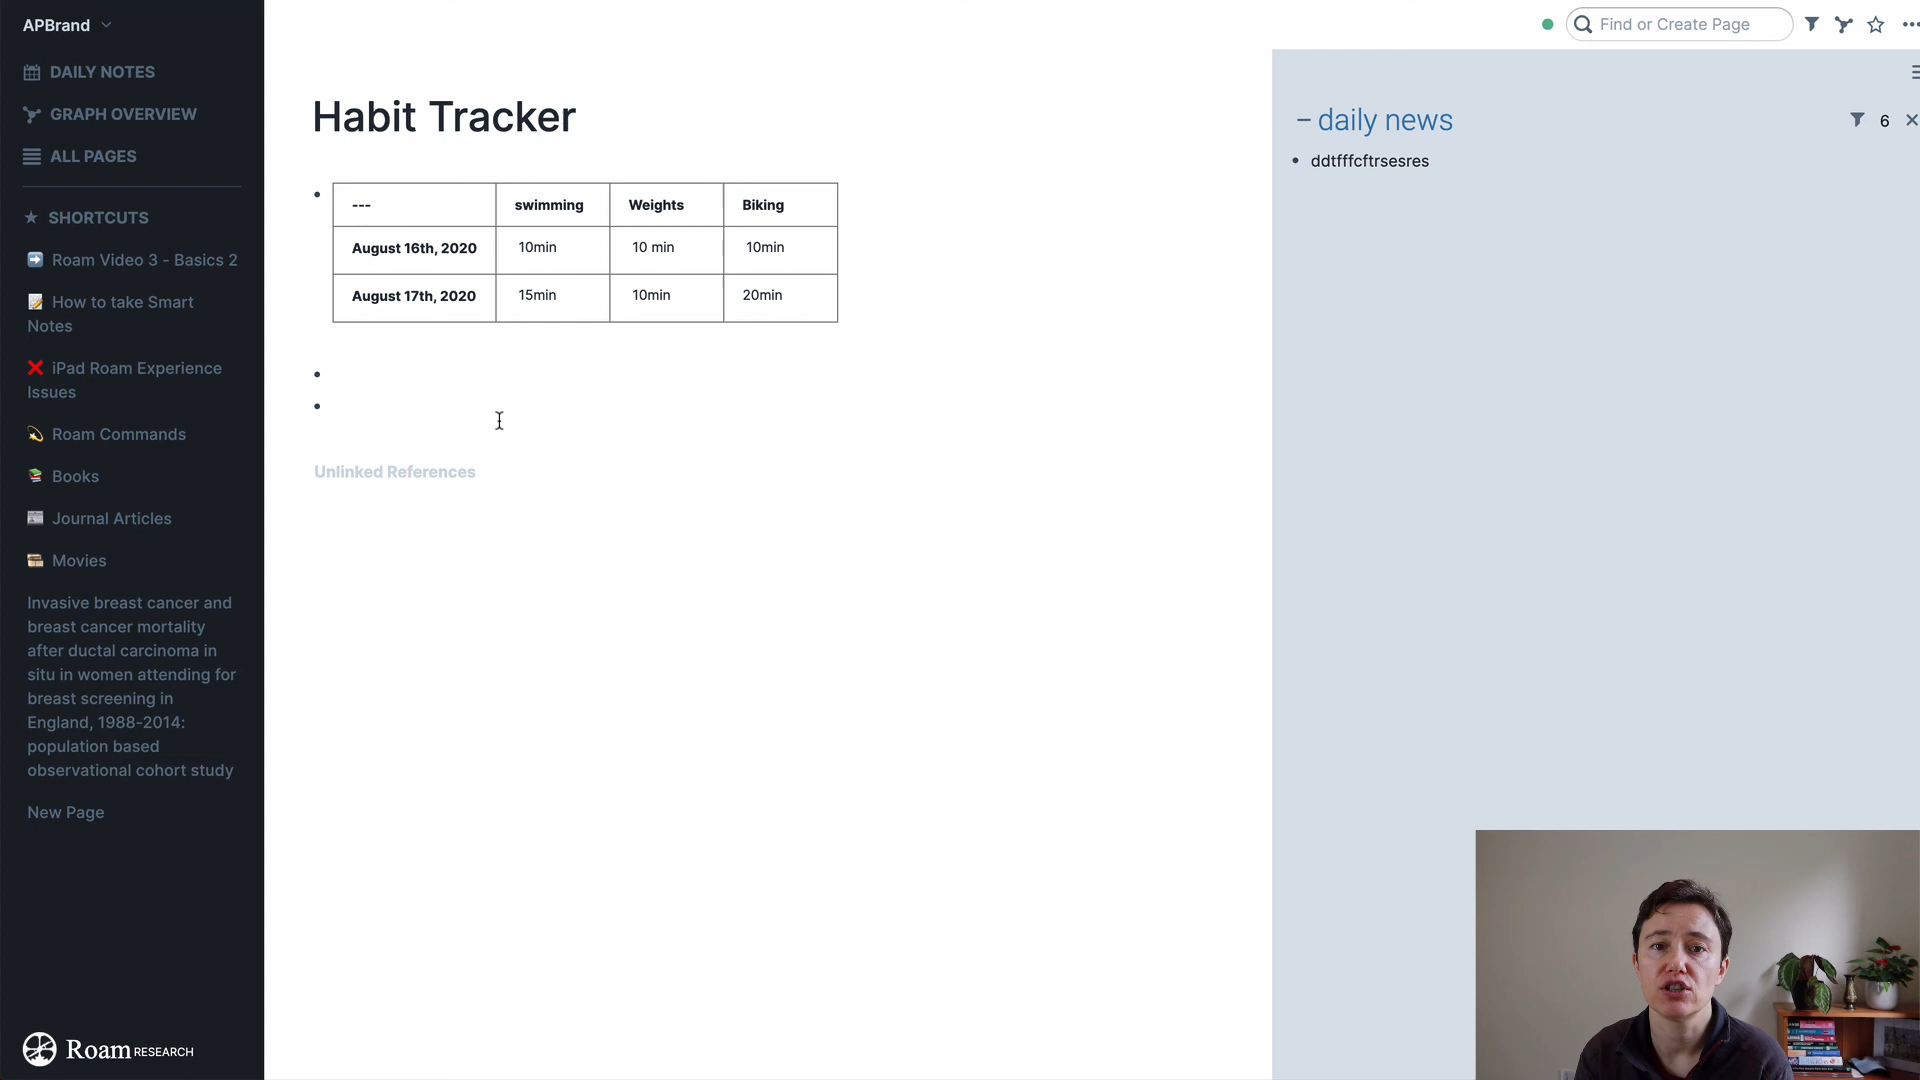 APBrand
DAILY NOTES
GRAPH OVERVIEW
ALL PAGES
SHORTCUTS
Roam Video 3 - Basics 2
How to take Smart
Notes
iPad Roam Experience
Issues
Roam Commands
Books
Journal Articles
Movies
Invasive breast cancer and
breast cancer mortality
after ductal carcinoma in
situ in women attending for
breast screening in
England, 1988-2014:
population based
observational cohort study
New Page
Roam RESEARCH
Find or Create Page
Habit Tracker
--- swimming Weights Biking
August 16th, 2020 10min 10 min 10min
August 17th, 2020 15min 10min 20min
Unlinked References
daily news
6
ddtfffcftrsesres